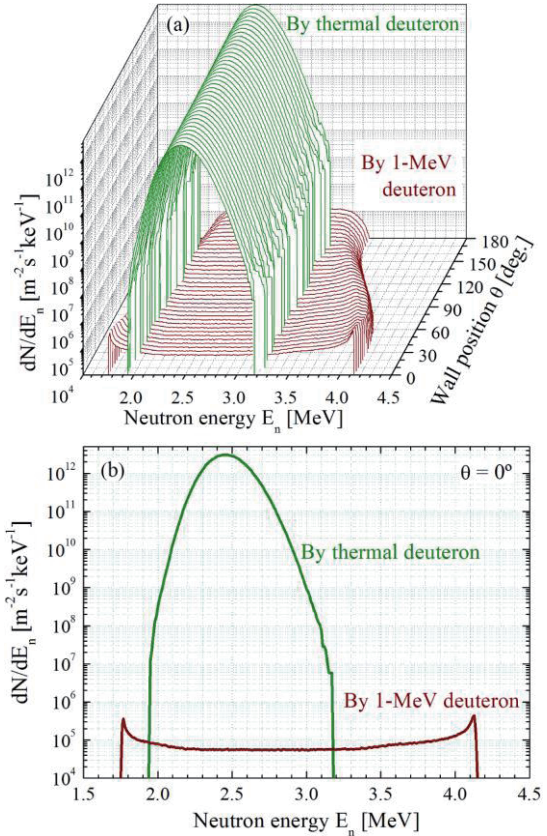 (a)
By thermal deuteron
By 1-MeV
deuteron
10¹²
10¹¹
10¹⁰
10⁹
10⁸
10⁷
10⁶
10⁵
10⁴
dN/dEₙ [m⁻²s⁻¹keV⁻¹]
2.0 2.5 3.0 3.5 4.0 4.5
Neutron energy Eₙ [MeV]
180
150
120
90
60
30
0
Wall position θ [deg.]
(b)
θ = 0º
By thermal deuteron
By 1-MeV deuteron
10¹²
10¹¹
10¹⁰
10⁹
10⁸
10⁷
10⁶
10⁵
10⁴
dN/dEₙ [m⁻²s⁻¹keV⁻¹]
1.5 2.0 2.5 3.0 3.5 4.0 4.5
Neutron energy Eₙ [MeV]